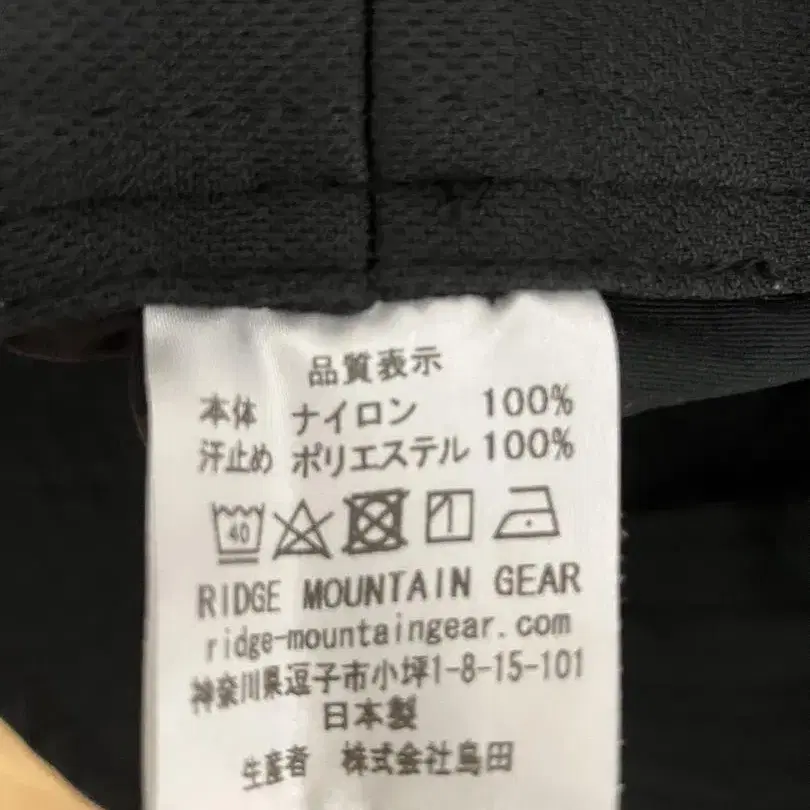 品質表示
本体 ナイロン 100%
汗止め ポリエステル 100%
40
RIDGE MOUNTAIN GEAR
ridge-mountaingear.com
神奈川県逗子市小坪1-8-15-101
日本製
生産者 株式会社島田